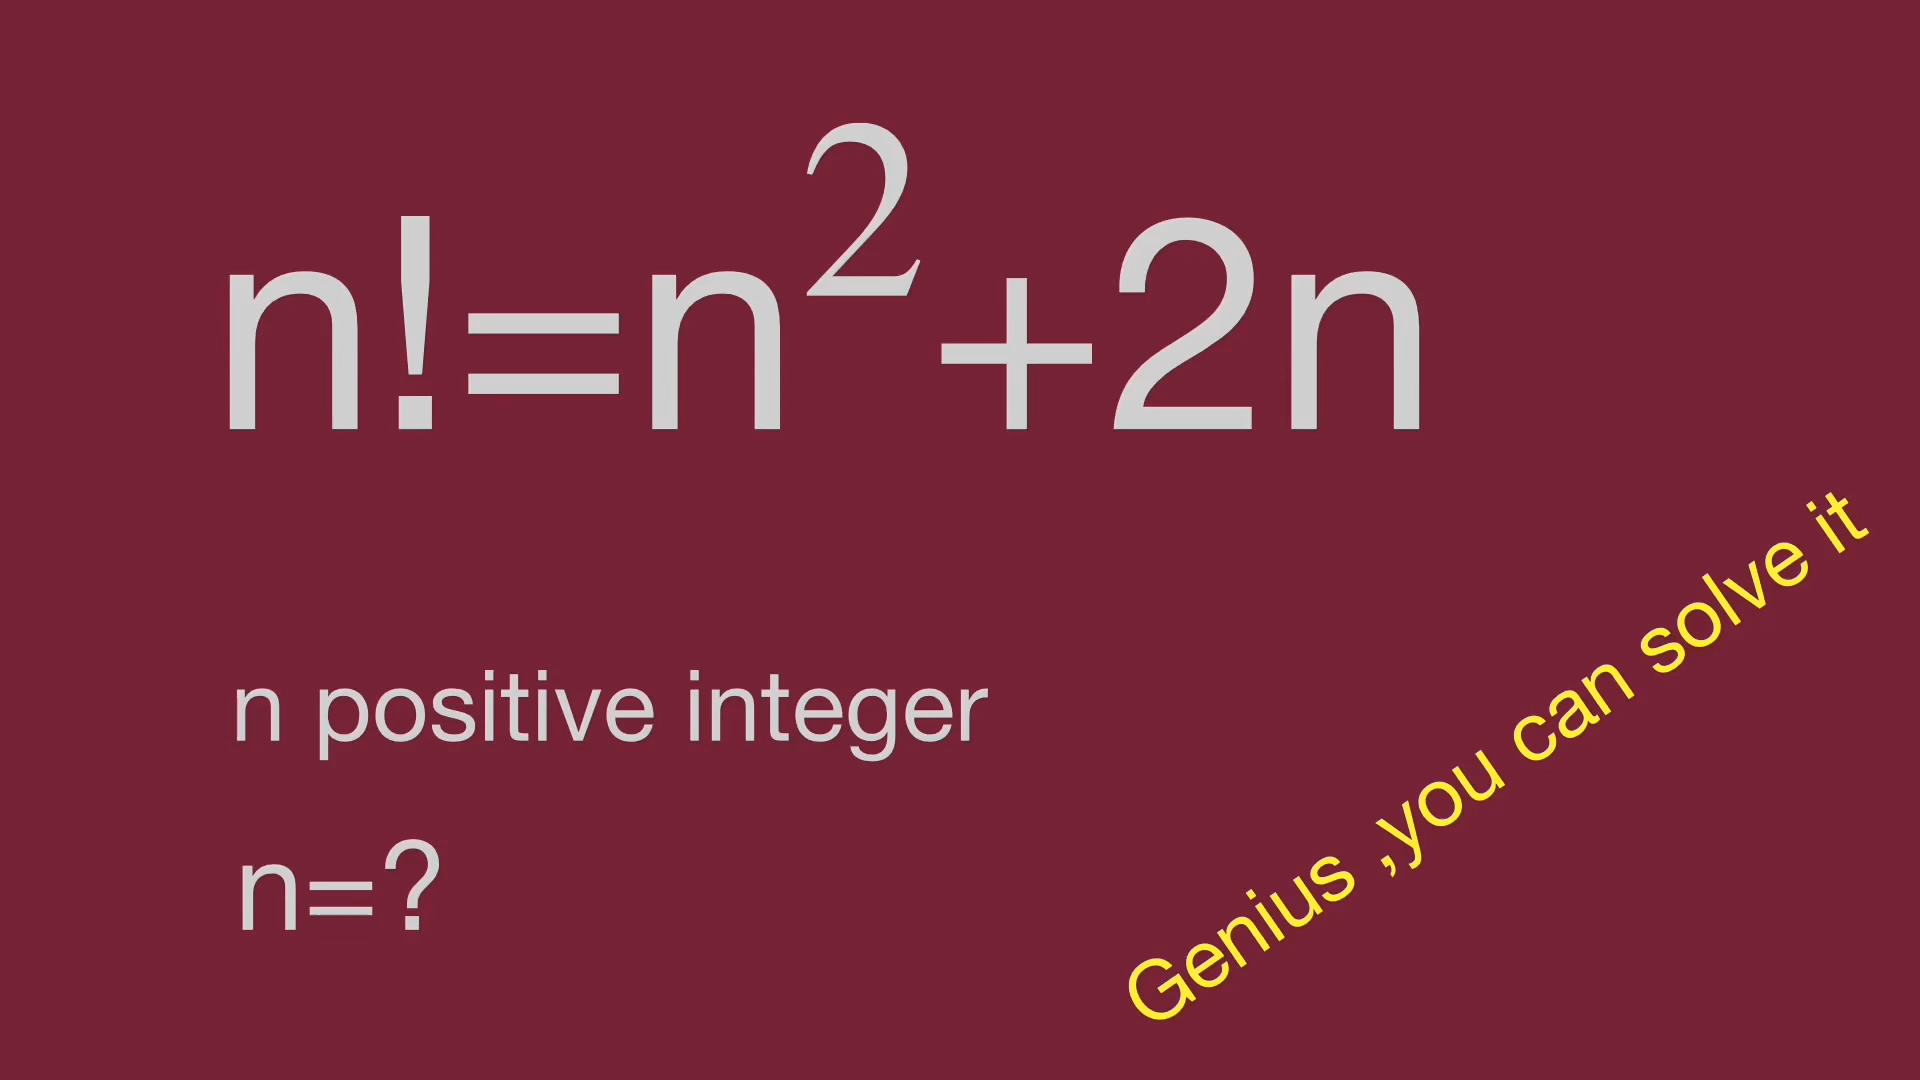 n!=n²+2n
n positive integer
n=?
Genius ,you can solve it